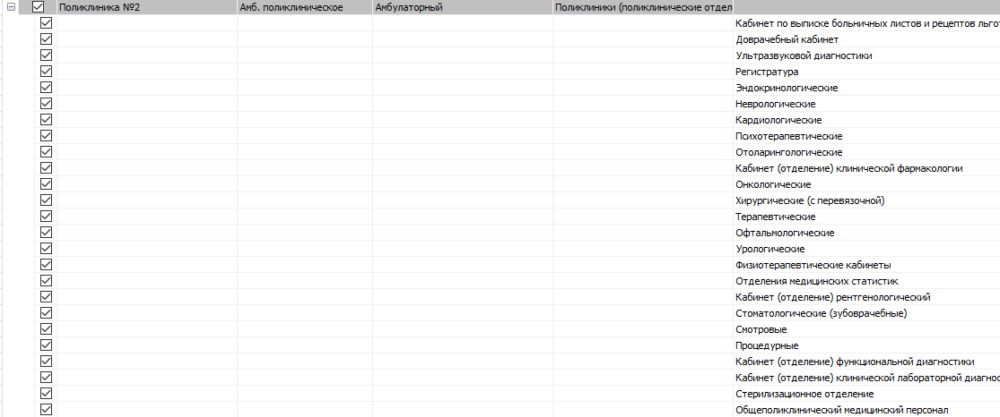 Поликлиника №2 Амб. поликлиническое Амбулаторный Поликлиники (поликлинические отдел
Кабинет по выписке больничных листов и рецептов льго
Доврачебный кабинет
Ультразвуковой диагностики
Регистратура
Эндокринологические
Неврологические
Кардиологические
Психотерапевтические
Отоларингологические
Кабинет (отделение) клинической фармакологии
Онкологические
Хирургические (с перевязочной)
Терапевтические
Офтальмологические
Урологические
Физиотерапевтические кабинеты
Отделения медицинских статистик
Кабинет (отделение) рентгенологический
Стоматологические (зубоврачебные)
Смотровые
Процедурные
Кабинет (отделение) функциональной диагностики
Кабинет (отделение) клинической лабораторной диагнос
Стерилизационное отделение
Общеполиклинический медицинский персонал